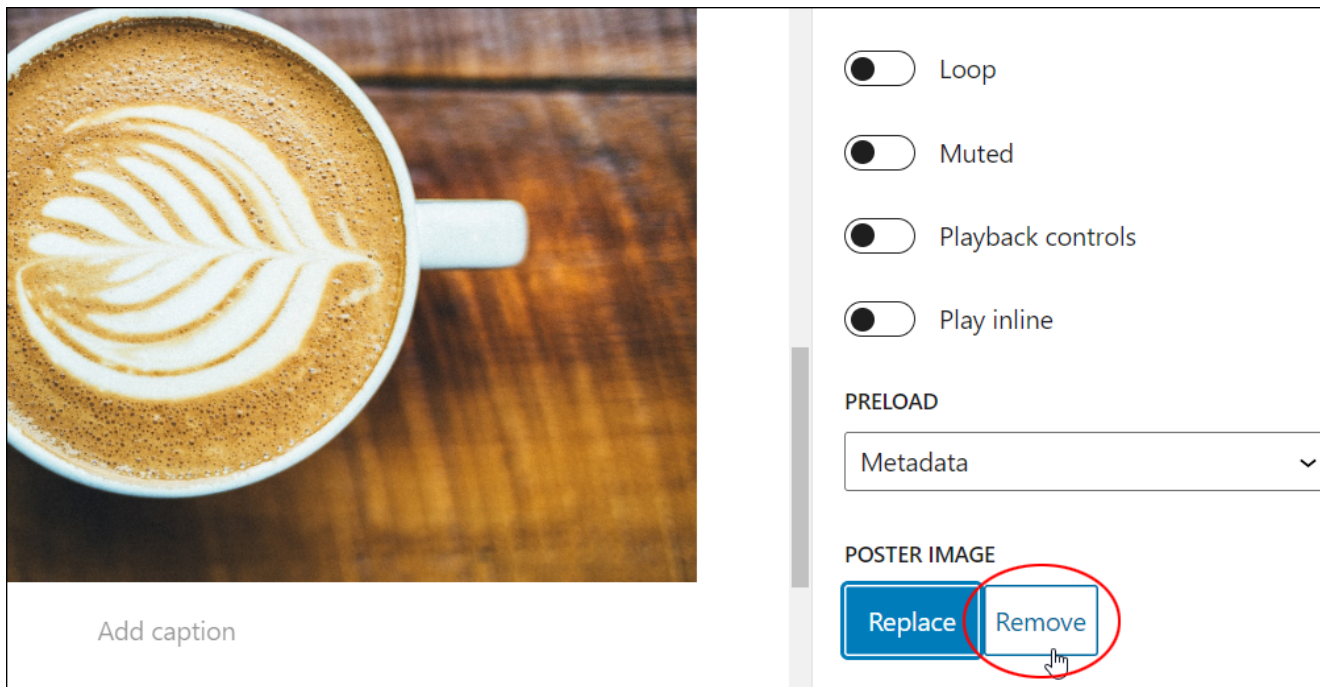 Loop
Muted
Playback controls
Play inline
PRELOAD
Metadata
POSTER IMAGE
Replace Remove
Add caption